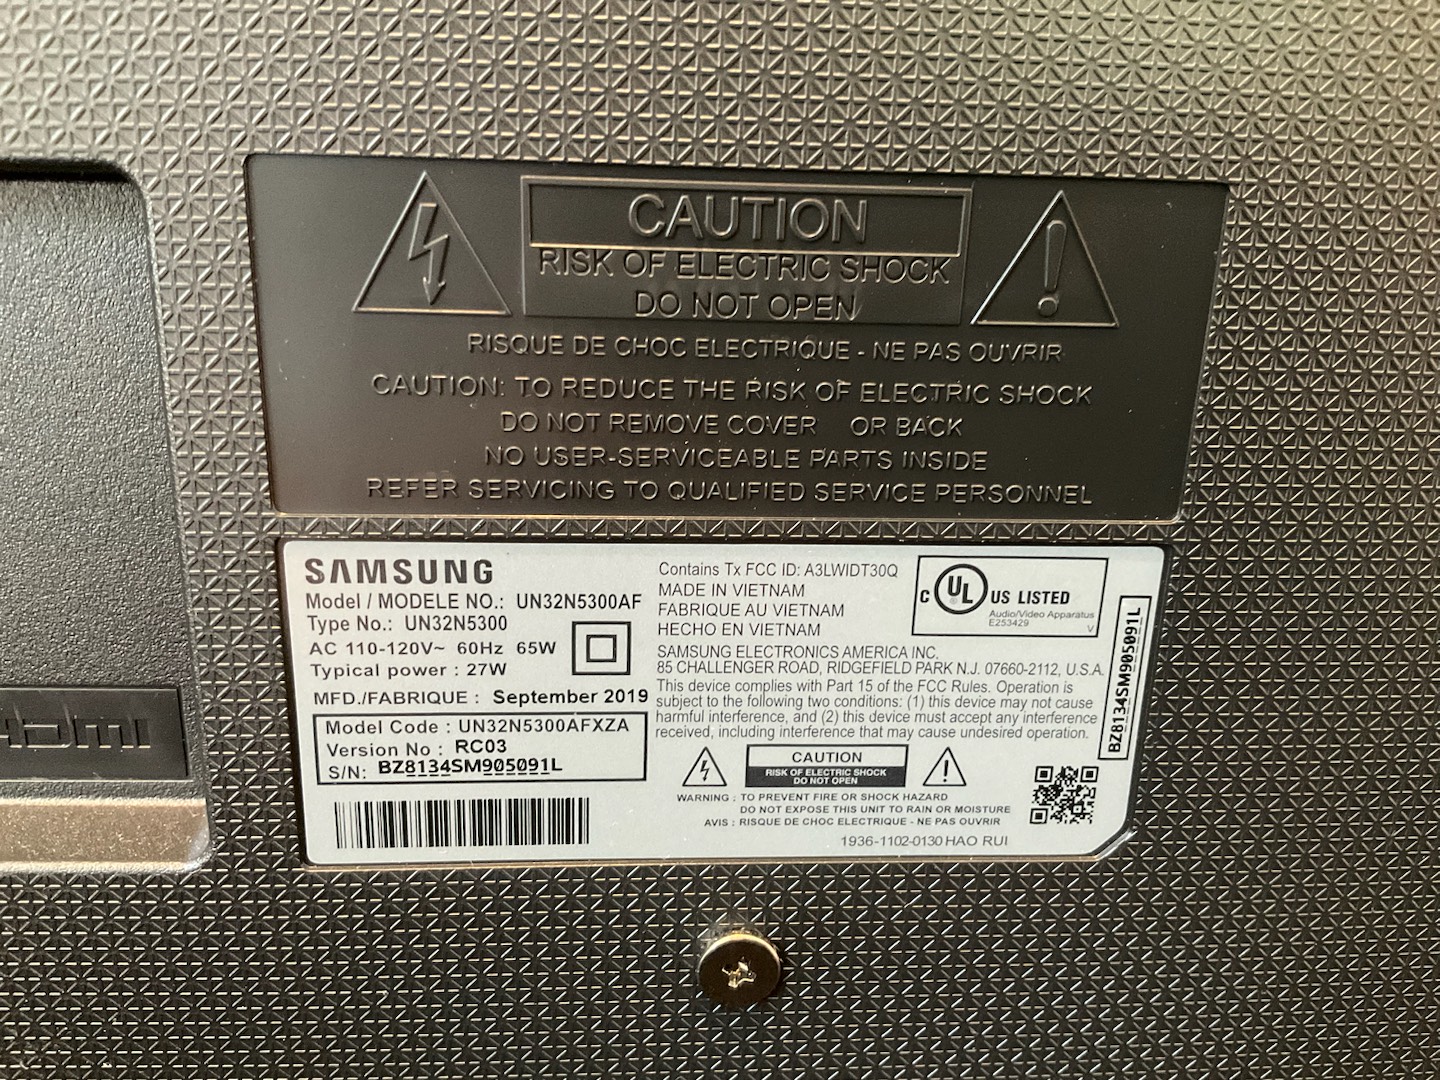 CAUTION
RISK OF ELECTRIC SHOCK
DO NOT OPEN
RISQUE DE CHOC ELECTRIQUE - NE PAS OUVRIR
CAUTION: TO REDUCE THE RISK OF ELECTRIC SHOCK
DO NOT REMOVE COVER OR BACK
NO USER-SERVICEABLE PARTS INSIDE
REFER SERVICING TO QUALIFIED SERVICE PERSONNEL
HDMI
SAMSUNG
Model / MODELE NO.: UN32N5300AF
Type No.: UN32N5300
AC 110-120V~ 60Hz 65W
Typical power : 27W
MFD./FABRIQUE : September 2019
Model Code : UN32N5300AFXZA
Version No : RC03
S/N: BZ8134SM905091L
Contains Tx FCC ID: A3LWIDT30Q
MADE IN VIETNAM
FABRIQUE AU VIETNAM
HECHO EN VIETNAM
C UL US LISTED
Audio/Video Apparatus
E253429
V
SAMSUNG ELECTRONICS AMERICA INC.
85 CHALLENGER ROAD, RIDGEFIELD PARK N.J. 07660-2112, U.S.A.
This device complies with Part 15 of the FCC Rules. Operation is
subject to the following two conditions: (1) this device may not cause
harmful interference, and (2) this device must accept any interference
received, including interference that may cause undesired operation.
BZ8134SM905091L
CAUTION
RISK OF ELECTRIC SHOCK
DO NOT OPEN
WARNING : TO PREVENT FIRE OR SHOCK HAZARD
DO NOT EXPOSE THIS UNIT TO RAIN OR MOISTURE
AVIS : RISQUE DE CHOC ELECTRIQUE - NE PAS OUVRIR
1936-1102-0130 HAO RUI